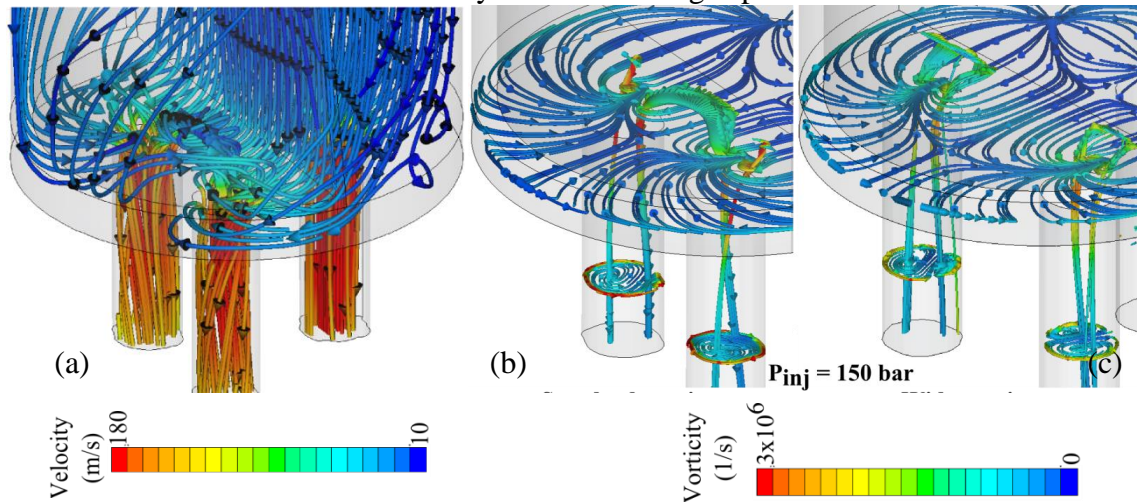 (a)
(b)
(c)
Pinj = 150 bar
Velocity
(m/s)
180
10
Vorticity
(1/s)
3x10⁶
0